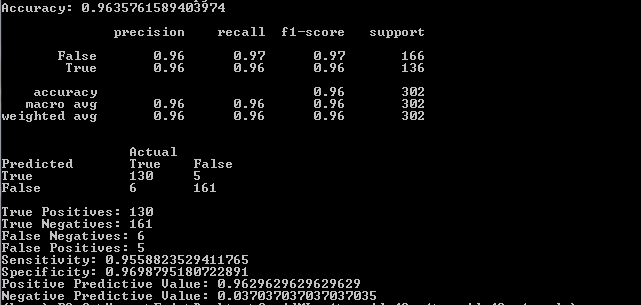 Accuracy: 0.9635761589403974
precision recall f1-score support
False 0.96 0.97 0.97 166
True 0.96 0.96 0.96 136
accuracy 0.96 302
macro avg 0.96 0.96 0.96 302
weighted avg 0.96 0.96 0.96 302
Actual
Predicted True False
True 130 5
False 6 161
True Positives: 130
True Negatives: 161
False Negatives: 6
False Positives: 5
Sensitivity: 0.9558823529411765
Specificity: 0.9698795180722891
Positive Predictive Value: 0.9629629629629629
Negative Predictive Value: 0.037037037037037035